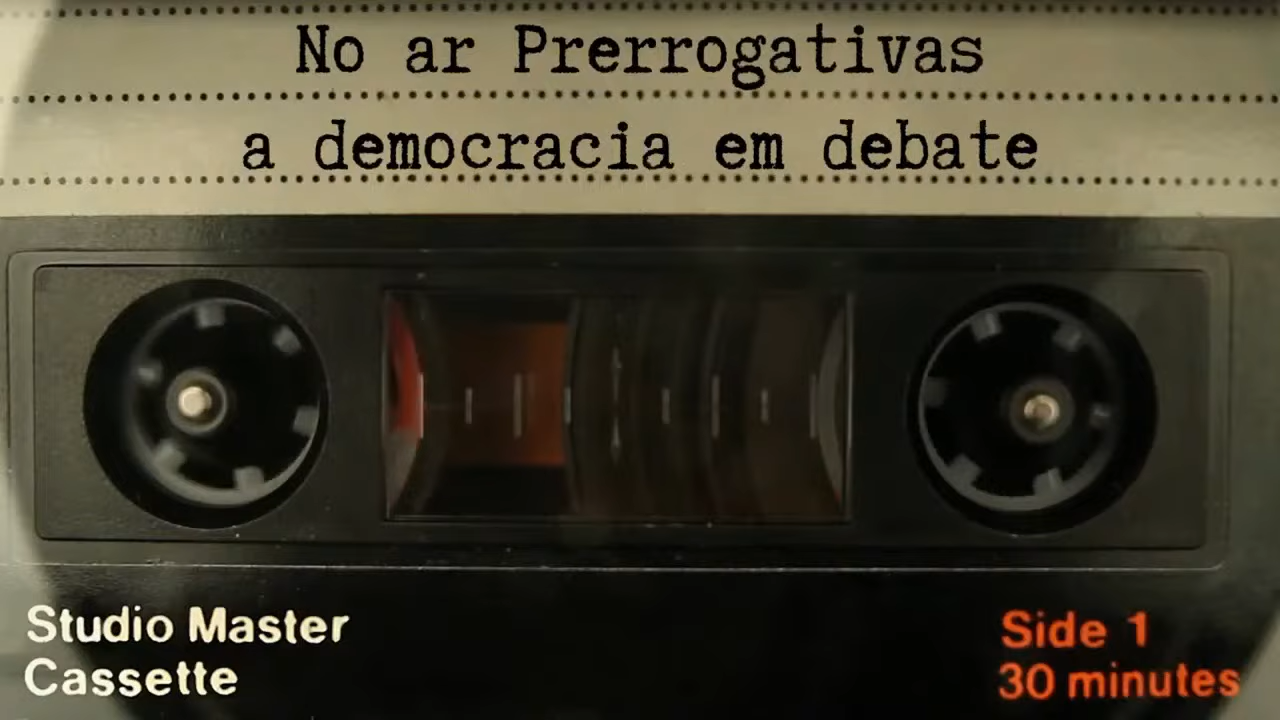 No ar Prerrogativas
a democracia em debate
Studio Master
Cassette
Side 1
30 minutes